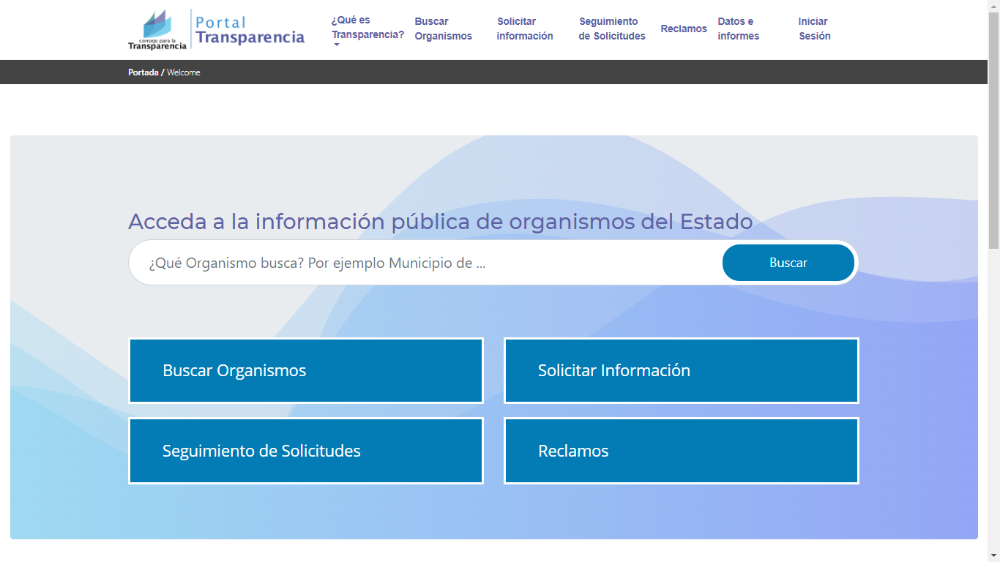 consejo para la
Transparencia
Portal
Transparencia
¿Qué es
Transparencia?
Buscar
Organismos
Solicitar
información
Seguimiento
de Solicitudes
Reclamos
Datos e
informes
Iniciar
Sesión
Portada / Welcome
Acceda a la información pública de organismos del Estado
¿Qué Organismo busca? Por ejemplo Municipio de ...
Buscar
Buscar Organismos
Solicitar Información
Seguimiento de Solicitudes
Reclamos